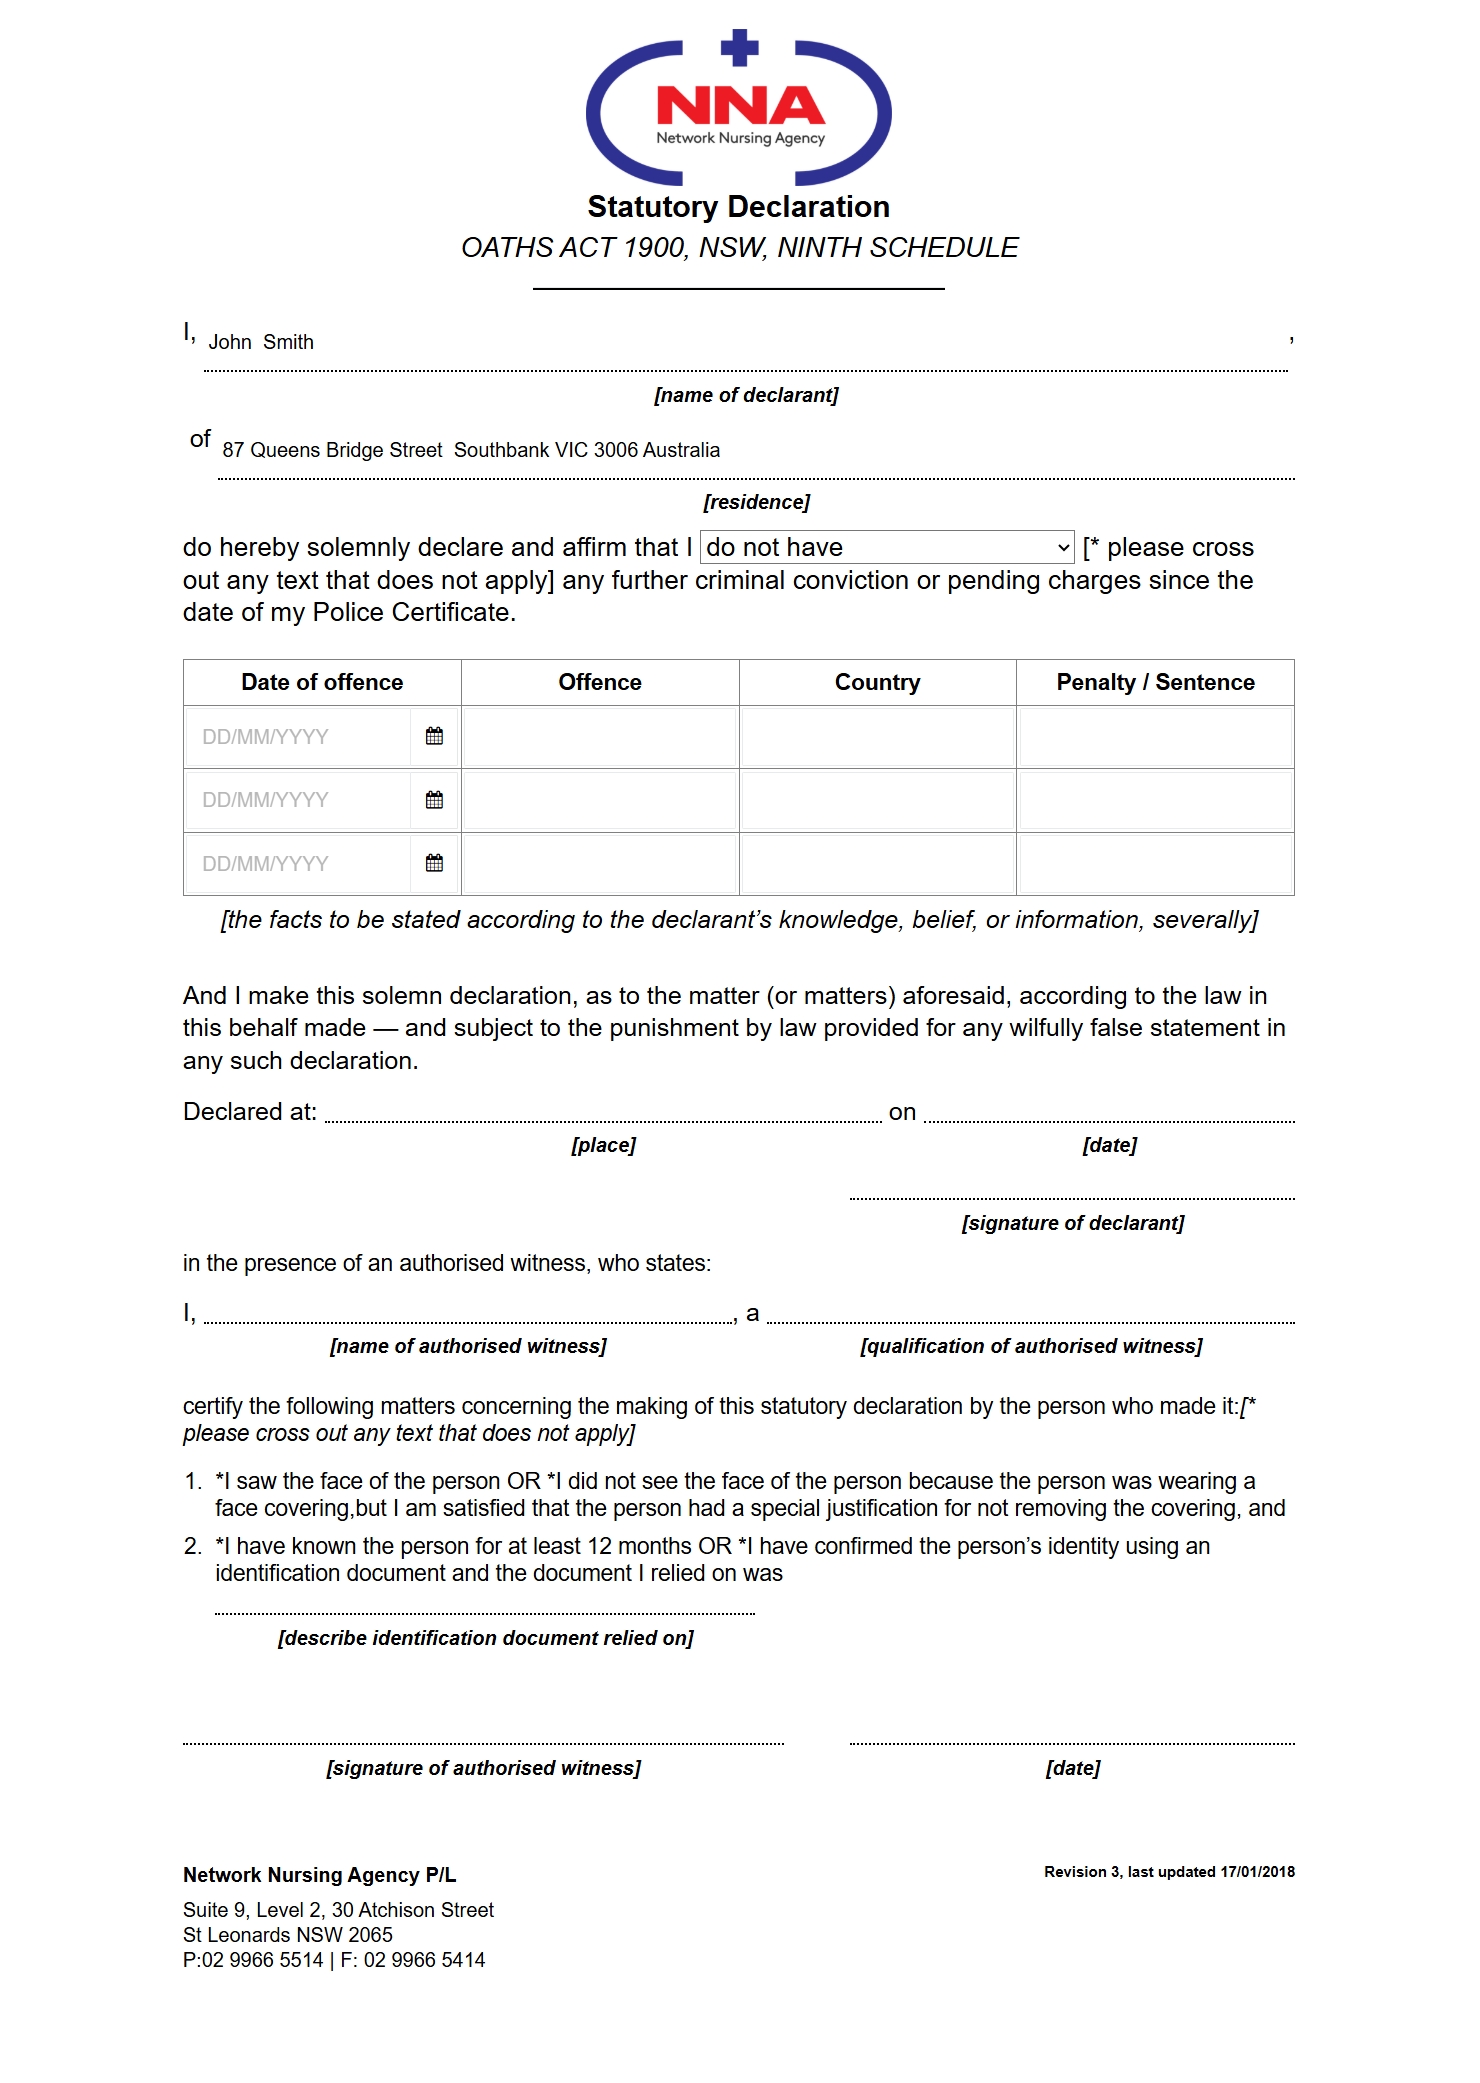 NNA
Network Nursing Agency
Statutory Declaration
OATHS ACT 1900, NSW, NINTH SCHEDULE
I, John  Smith ,
[name of declarant]
of 87 Queens Bridge Street  Southbank VIC 3006 Australia
[residence]
do hereby solemnly declare and affirm that I do not have [* please cross
out any text that does not apply] any further criminal conviction or pending charges since the
date of my Police Certificate.
Date of offence Offence Country Penalty / Sentence
DD/MM/YYYY
DD/MM/YYYY
DD/MM/YYYY
[the facts to be stated according to the declarant’s knowledge, belief, or information, severally]
And I make this solemn declaration, as to the matter (or matters) aforesaid, according to the law in
this behalf made — and subject to the punishment by law provided for any wilfully false statement in
any such declaration.
Declared at: on
[place] [date]
[signature of declarant]
in the presence of an authorised witness, who states:
I, , a
[name of authorised witness] [qualification of authorised witness]
certify the following matters concerning the making of this statutory declaration by the person who made it:[*
please cross out any text that does not apply]
1. *I saw the face of the person OR *I did not see the face of the person because the person was wearing a
face covering,but I am satisfied that the person had a special justification for not removing the covering, and
2. *I have known the person for at least 12 months OR *I have confirmed the person’s identity using an
identification document and the document I relied on was
[describe identification document relied on]
[signature of authorised witness] [date]
Network Nursing Agency P/L Revision 3, last updated 17/01/2018
Suite 9, Level 2, 30 Atchison Street
St Leonards NSW 2065
P:02 9966 5514 | F: 02 9966 5414